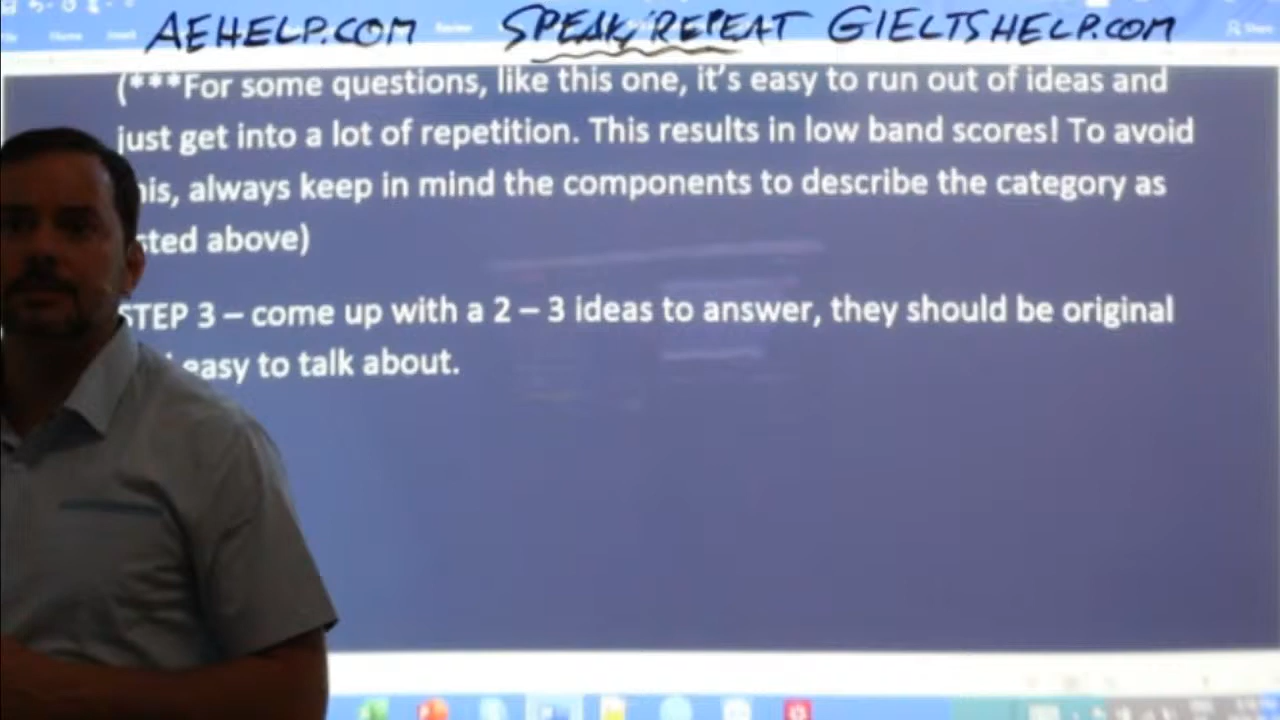 AEHELP.COM SPEAK/REPEAT GIELTSHELP.COM
Share
(***For some questions, like this one, it's easy to run out of ideas and
just get into a lot of repetition. This results in low band scores! To avoid
his, always keep in mind the components to describe the category as
sted above)
STEP 3 – come up with a 2 – 3 ideas to answer, they should be original
easy to talk about.